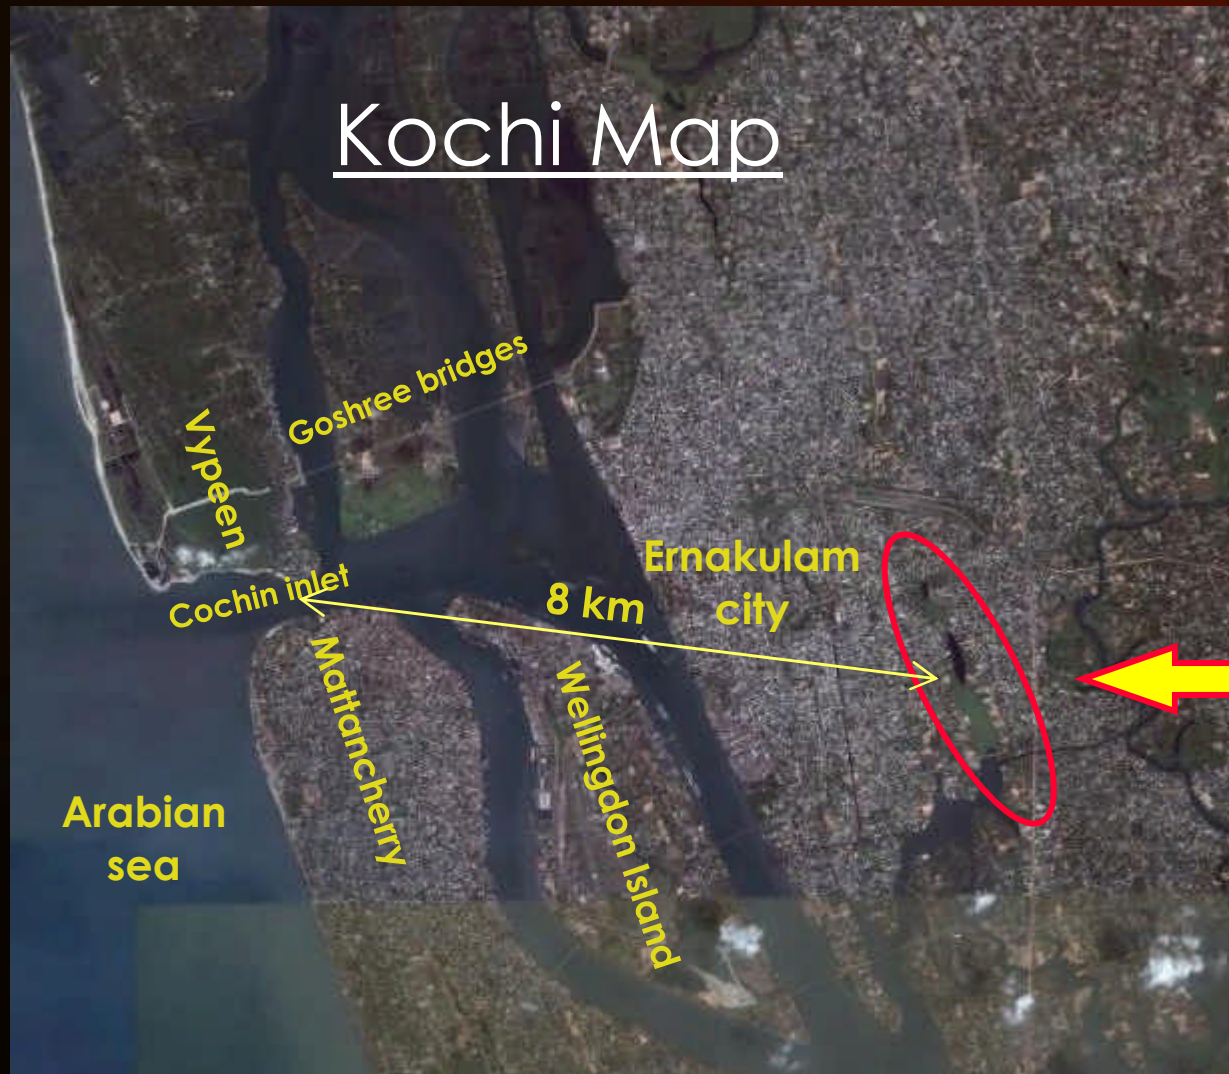 Kochi Map
Goshree bridges
Vypeen
Ernakulam
city
Cochin inlet
8 km
Mattancherry
Wellingdon Island
Arabian
sea